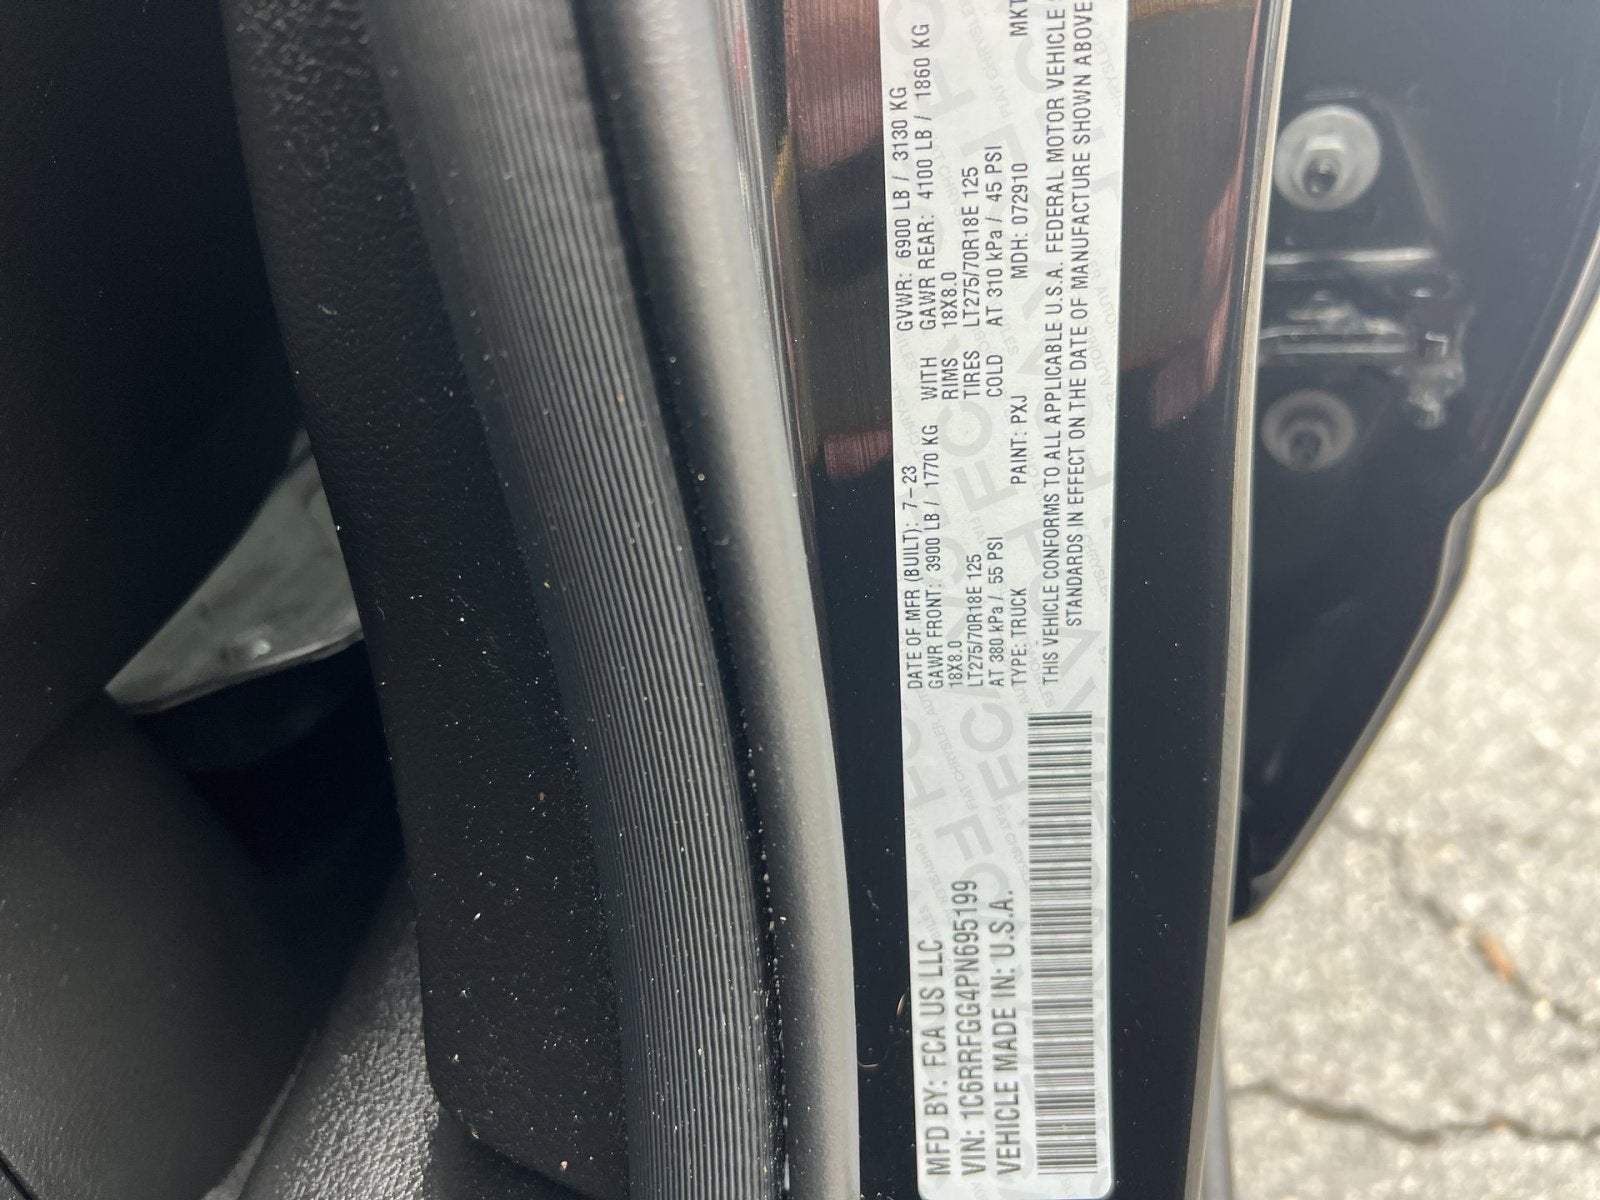 MFD BY: FCA US LLC
VIN: 1C6RRFGG4PN695199
VEHICLE MADE IN: U.S.A.
DATE OF MFR (BUILT): 7-23 GVWR: 6900 LB / 3130 KG
GAWR FRONT: 3900 LB / 1770 KG WITH GAWR REAR: 4100 LB / 1860 KG
18X8.0 RIMS 18X8.0
LT275/70R18E 125 TIRES LT275/70R18E 125
AT 380 kPa / 55 PSI COLD AT 310 kPa / 45 PSI
TYPE: TRUCK PAINT: PXJ MDH: 072910 MKT
THIS VEHICLE CONFORMS TO ALL APPLICABLE U.S.A. FEDERAL MOTOR VEHICLE
STANDARDS IN EFFECT ON THE DATE OF MANUFACTURE SHOWN ABOVE